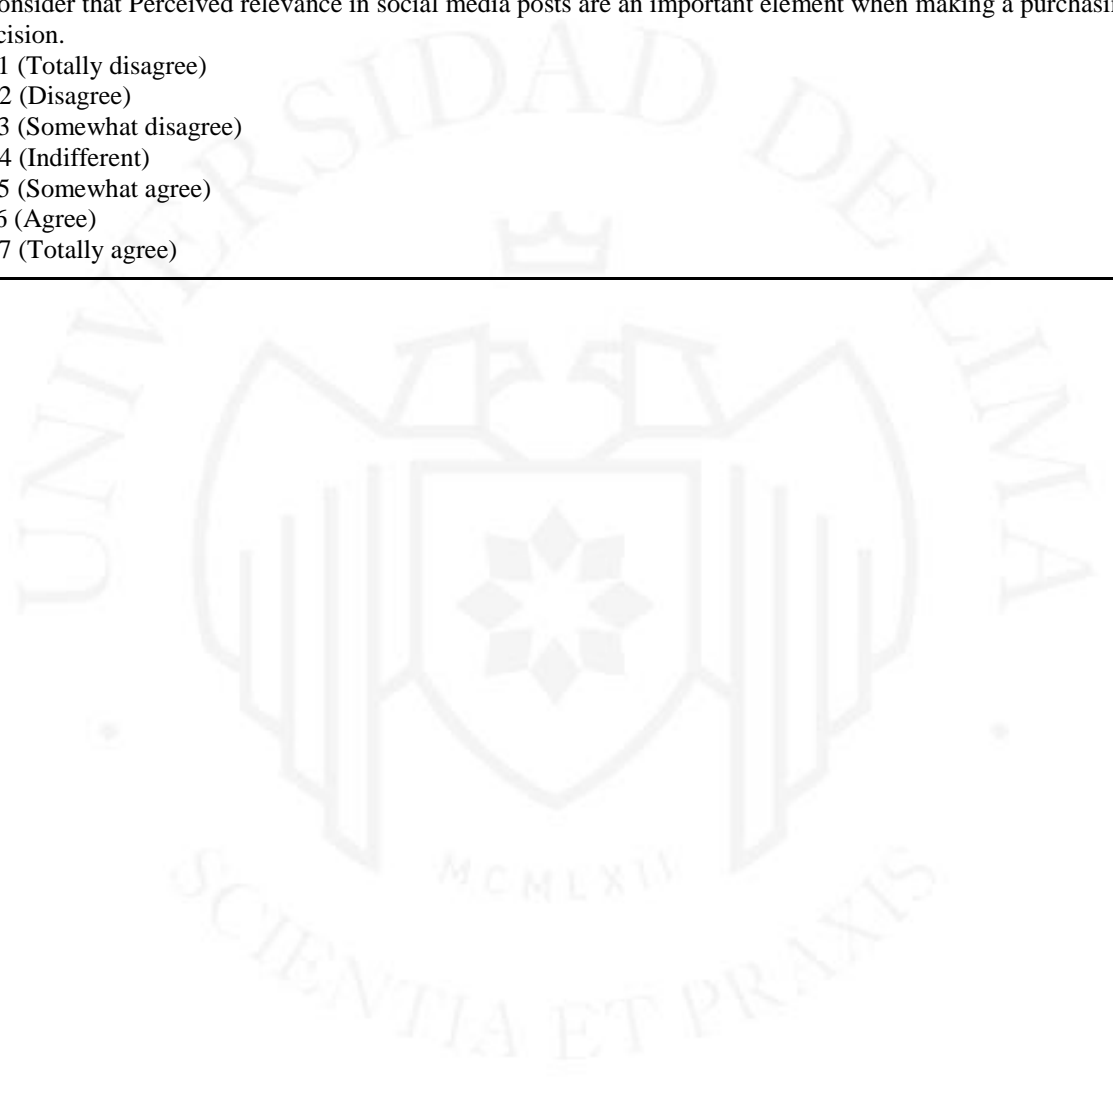 onsider that Perceived relevance in social media posts are an important element when making a purchasin
cision.
1 (Totally disagree)
2 (Disagree)
3 (Somewhat disagree)
4 (Indifferent)
5 (Somewhat agree)
6 (Agree)
7 (Totally agree)
UNIVERSIDAD DE LIMA
MCMLXII
SCIENTIA ET PRAXIS